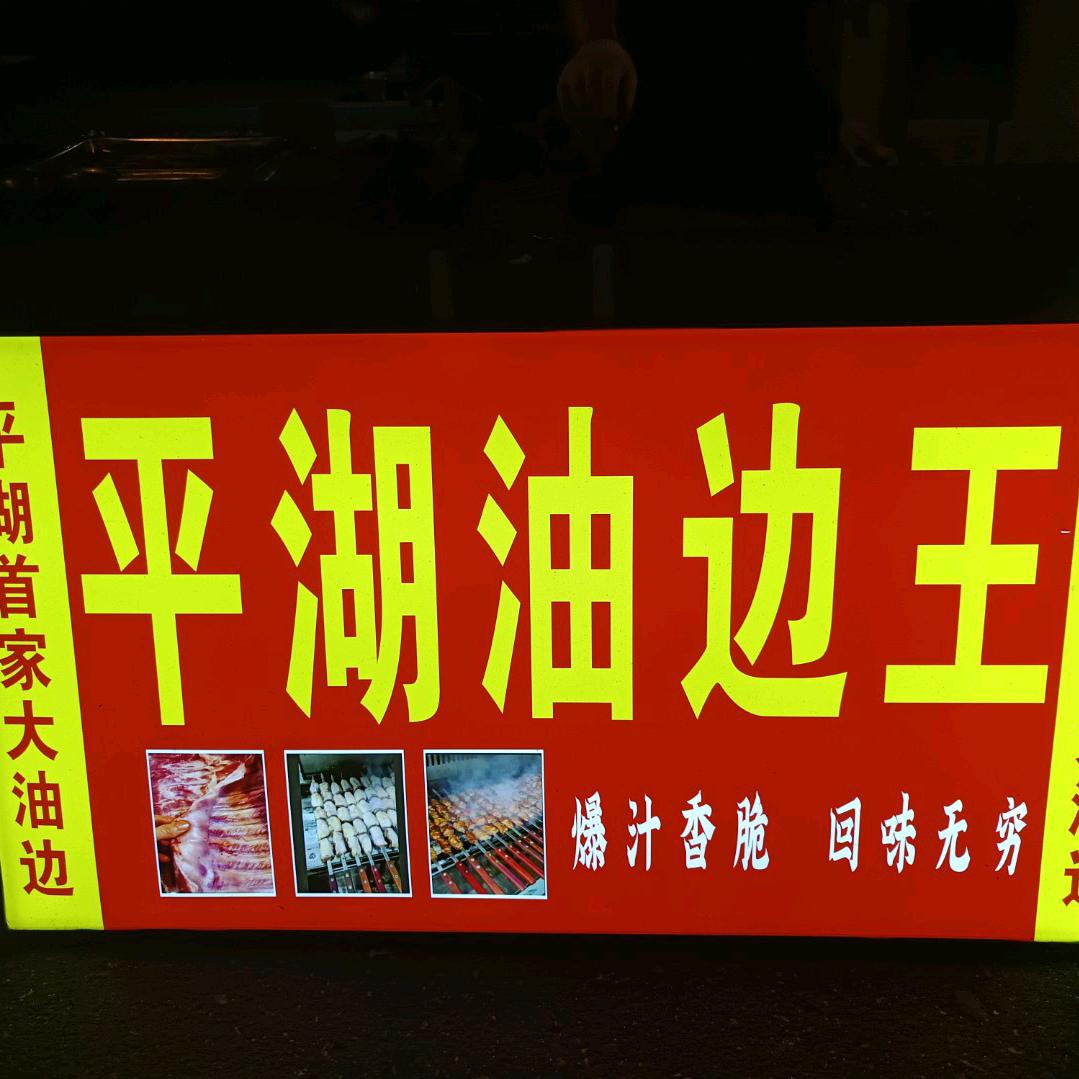 平湖首家大油边
平湖油边王
爆汁香脆 回味无穷